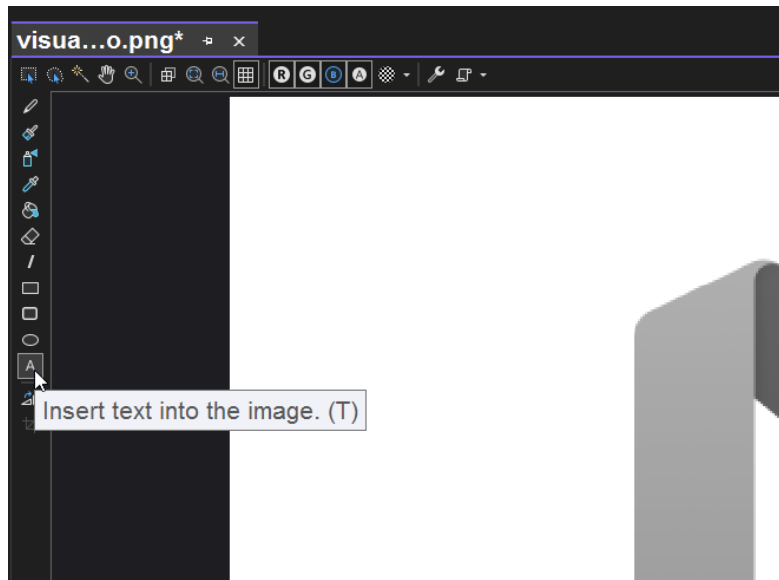 visua...o.png*
R G B A
A
Insert text into the image. (T)